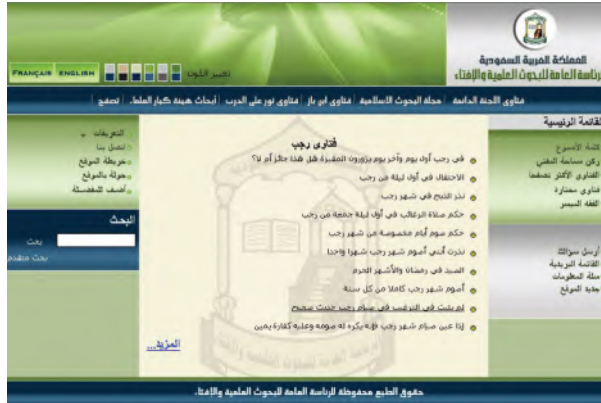 المملكة العربية السعودية
الرئاسة العامة للبحوث العلمية والإفتاء
تغيير اللون
ENGLISH
FRANÇAIS
فتاوى اللجنة الدائمة
مجلة البحوث الاسلامية
فتاوى ابن باز
فتاوى نور على الدرب
أبحاث هيئة كبار العلماء
تصفح
القائمة الرئيسية
كلمة الأسبوع
ركن سماحة المفتي
الفتاوى الأكثر تصفحا
فتاوى مختارة
الفقه الميسر
أرسل سؤالك
القائمة البريدية
سلة المعلومات
جديد الموقع
فتاوى رجب
في رجب أول يوم وآخر يوم يزورون المقبرة هل هذا جائز أم لا؟
الاحتفال في أول ليلة من رجب
نذر الذبح في شهر رجب
حكم صلاة الرغائب في أول ليلة جمعة من رجب
حكم صوم أيام مخصوصة من شهر رجب
نذرت أنني أصوم شهر رجب شهرا واحدا
الصيد في رمضان والأشهر الحرم
أصوم شهر رجب كاملا من كل سنة
لم يثبت في الترغيب في صيام رجب حديث صحيح
إذا عين صيام شهر رجب فإنه يكره له صومه وعليه كفارة يمين
المزيد...
التعريفات
اتصل بنا
خريطة الموقع
جولة بالموقع
أضف للمفضلة
البحث
بحث
بحث متقدم
حقوق الطبع محفوظة للرئاسة العامة للبحوث العلمية والإفتاء